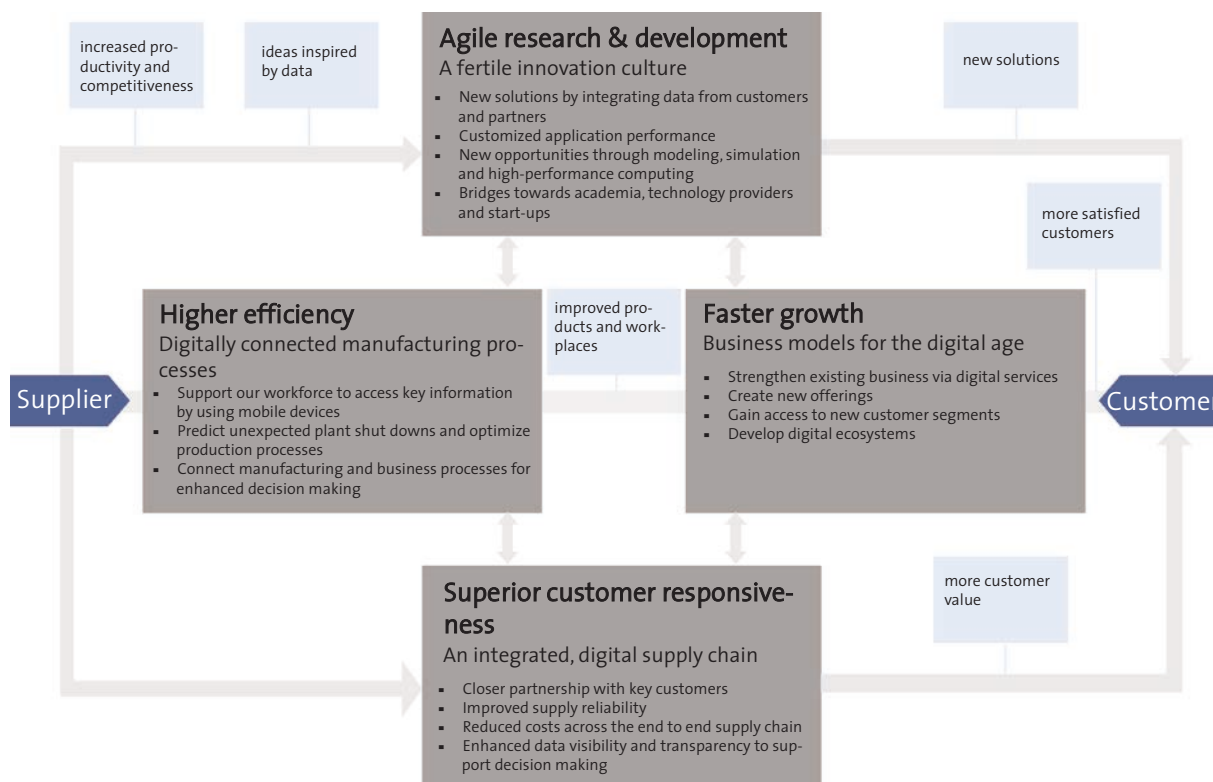 increased pro-
ductivity and
competitiveness
ideas inspired
by data
Agile research & development
A fertile innovation culture
▪ New solutions by integrating data from customers
and partners
▪ Customized application performance
▪ New opportunities through modeling, simulation
and high-performance computing
▪ Bridges towards academia, technology providers
and start-ups
new solutions
more satisfied
customers
Supplier
Higher efficiency
Digitally connected manufacturing pro-
cesses
▪ Support our workforce to access key information
by using mobile devices
▪ Predict unexpected plant shut downs and optimize
production processes
▪ Connect manufacturing and business processes for
enhanced decision making
improved pro-
ducts and work-
places
Faster growth
Business models for the digital age
▪ Strengthen existing business via digital services
▪ Create new offerings
▪ Gain access to new customer segments
▪ Develop digital ecosystems
Customer
Superior customer responsive-
ness
An integrated, digital supply chain
▪ Closer partnership with key customers
▪ Improved supply reliability
▪ Reduced costs across the end to end supply chain
▪ Enhanced data visibility and transparency to sup-
port decision making
more customer
value